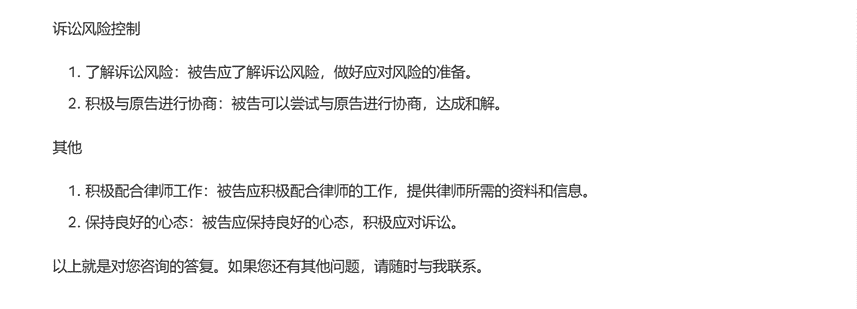 诉讼风险控制
1. 了解诉讼风险：被告应了解诉讼风险，做好应对风险的准备。
2. 积极与原告进行协商：被告可以尝试与原告进行协商，达成和解。
其他
1. 积极配合律师工作：被告应积极配合律师的工作，提供律师所需的资料和信息。
2. 保持良好的心态：被告应保持良好的心态，积极应对诉讼。
以上就是对您咨询的答复。如果您还有其他问题，请随时与我联系。